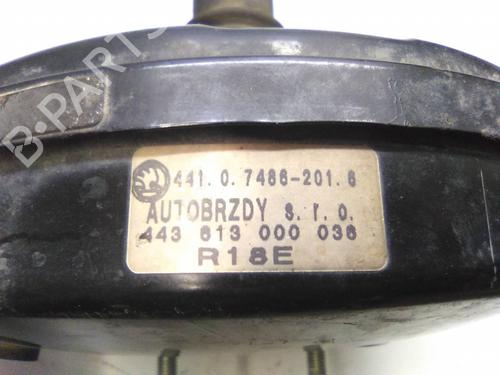 B-PARTS
441.0.7486-201.6
AUTOBRZDY s.r.o.
443 613 000 036
R18E